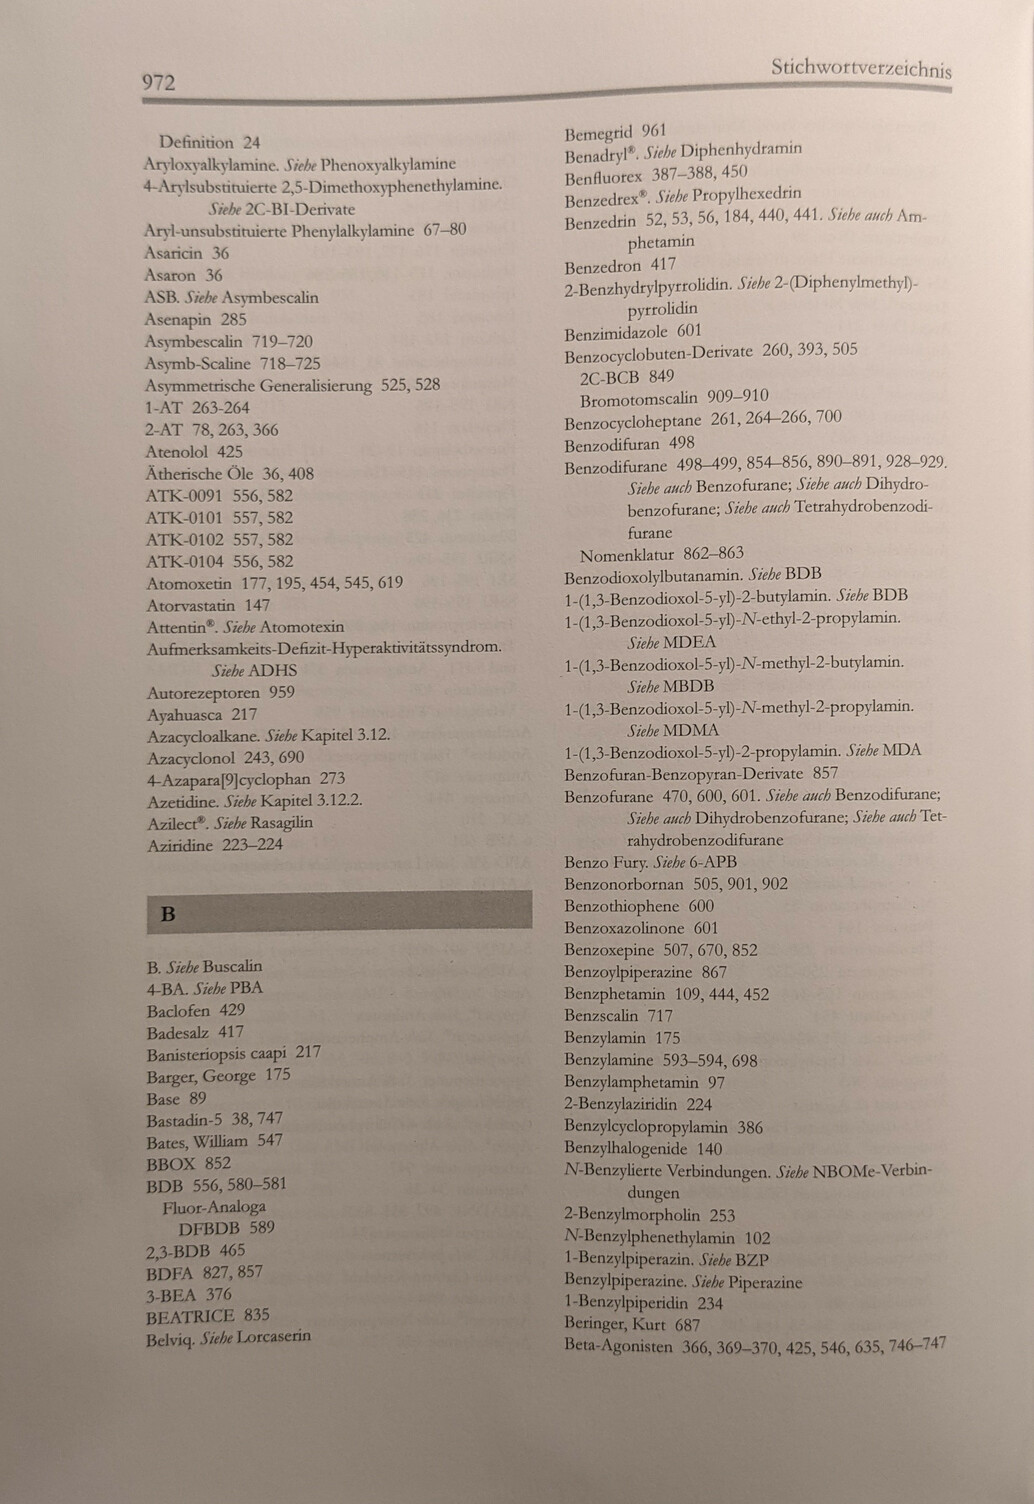 972
Stichwortverzeichnis
Definition 24
Aryloxyalkylamine. Siehe Phenoxyalkylamine
4-Arylsubstituierte 2,5-Dimethoxyphenethylamine.
Siehe 2C-BI-Derivate
Aryl-unsubstituierte Phenylalkylamine 67–80
Asaricin 36
Asaron 36
ASB. Siehe Asymbescalin
Asenapin 285
Asymbescalin 719–720
Asymb-Scaline 718–725
Asymmetrische Generalisierung 525, 528
1-AT 263-264
2-AT 78, 263, 366
Atenolol 425
Ätherische Öle 36, 408
ATK-0091 556, 582
ATK-0101 557, 582
ATK-0102 557, 582
ATK-0104 556, 582
Atomoxetin 177, 195, 454, 545, 619
Atorvastatin 147
Attentin®. Siehe Atomotexin
Aufmerksamkeits-Defizit-Hyperaktivitätssyndrom.
Siehe ADHS
Autorezeptoren 959
Ayahuasca 217
Azacycloalkane. Siehe Kapitel 3.12.
Azacyclonol 243, 690
4-Azapara[9]cyclophan 273
Azetidine. Siehe Kapitel 3.12.2.
Azilect®. Siehe Rasagilin
Aziridine 223–224
B
B. Siehe Buscalin
4-BA. Siehe PBA
Baclofen 429
Badesalz 417
Banisteriopsis caapi 217
Barger, George 175
Base 89
Bastadin-5 38, 747
Bates, William 547
BBOX 852
BDB 556, 580–581
Fluor-Analoga
DFBDB 589
2,3-BDB 465
BDFA 827, 857
3-BEA 376
BEATRICE 835
Belviq. Siehe Lorcaserin
Bemegrid 961
Benadryl®. Siehe Diphenhydramin
Benfluorex 387–388, 450
Benzedrex®. Siehe Propylhexedrin
Benzedrin 52, 53, 56, 184, 440, 441. Siehe auch Am-
phetamin
Benzedron 417
2-Benzhydrylpyrrolidin. Siehe 2-(Diphenylmethyl)-
pyrrolidin
Benzimidazole 601
Benzocyclobuten-Derivate 260, 393, 505
2C-BCB 849
Bromotomscalin 909–910
Benzocycloheptane 261, 264–266, 700
Benzodifuran 498
Benzodifurane 498–499, 854–856, 890–891, 928–929.
Siehe auch Benzofurane; Siehe auch Dihydro-
benzofurane; Siehe auch Tetrahydrobenzodi-
furane
Nomenklatur 862–863
Benzodioxolylbutanamin. Siehe BDB
1-(1,3-Benzodioxol-5-yl)-2-butylamin. Siehe BDB
1-(1,3-Benzodioxol-5-yl)-N-ethyl-2-propylamin.
Siehe MDEA
1-(1,3-Benzodioxol-5-yl)-N-methyl-2-butylamin.
Siehe MBDB
1-(1,3-Benzodioxol-5-yl)-N-methyl-2-propylamin.
Siehe MDMA
1-(1,3-Benzodioxol-5-yl)-2-propylamin. Siehe MDA
Benzofuran-Benzopyran-Derivate 857
Benzofurane 470, 600, 601. Siehe auch Benzodifurane;
Siehe auch Dihydrobenzofurane; Siehe auch Tet-
rahydrobenzodifurane
Benzo Fury. Siehe 6-APB
Benzonorbornan 505, 901, 902
Benzothiophene 600
Benzoxazolinone 601
Benzoxepine 507, 670, 852
Benzoylpiperazine 867
Benzphetamin 109, 444, 452
Benzscalin 717
Benzylamin 175
Benzylamine 593–594, 698
Benzylamphetamin 97
2-Benzylaziridin 224
Benzylcyclopropylamin 386
Benzylhalogenide 140
N-Benzylierte Verbindungen. Siehe NBOMe-Verbin-
dungen
2-Benzylmorpholin 253
N-Benzylphenethylamin 102
1-Benzylpiperazin. Siehe BZP
Benzylpiperazine. Siehe Piperazine
1-Benzylpiperidin 234
Beringer, Kurt 687
Beta-Agonisten 366, 369–370, 425, 546, 635, 746–747